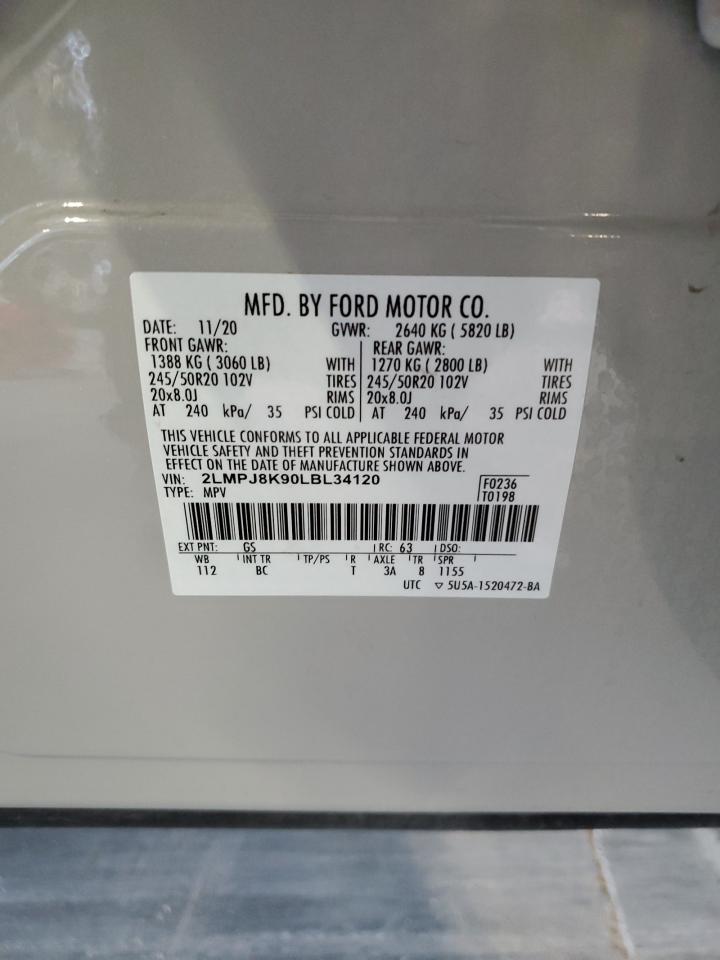 MFD. BY FORD MOTOR CO.
DATE: 11/20 GVWR: 2640 KG ( 5820 LB)
FRONT GAWR: REAR GAWR:
1388 KG ( 3060 LB) WITH 1270 KG ( 2800 LB) WITH
245/50R20 102V TIRES 245/50R20 102V TIRES
20x8.0J RIMS 20x8.0J RIMS
AT 240 kPa/ 35 PSI COLD AT 240 kPa/ 35 PSI COLD
THIS VEHICLE CONFORMS TO ALL APPLICABLE FEDERAL MOTOR
VEHICLE SAFETY AND THEFT PREVENTION STANDARDS IN
EFFECT ON THE DATE OF MANUFACTURE SHOWN ABOVE.
VIN: 2LMPJ8K90LBL34120 F0236
TYPE: MPV T0198
EXT PNT: GS RC: 63 DSO:
WB INT TR TP/PS R AXLE TR SPR
112 BC T 3A 8 1155
UTC ▽ 5U5A-1520472-BA